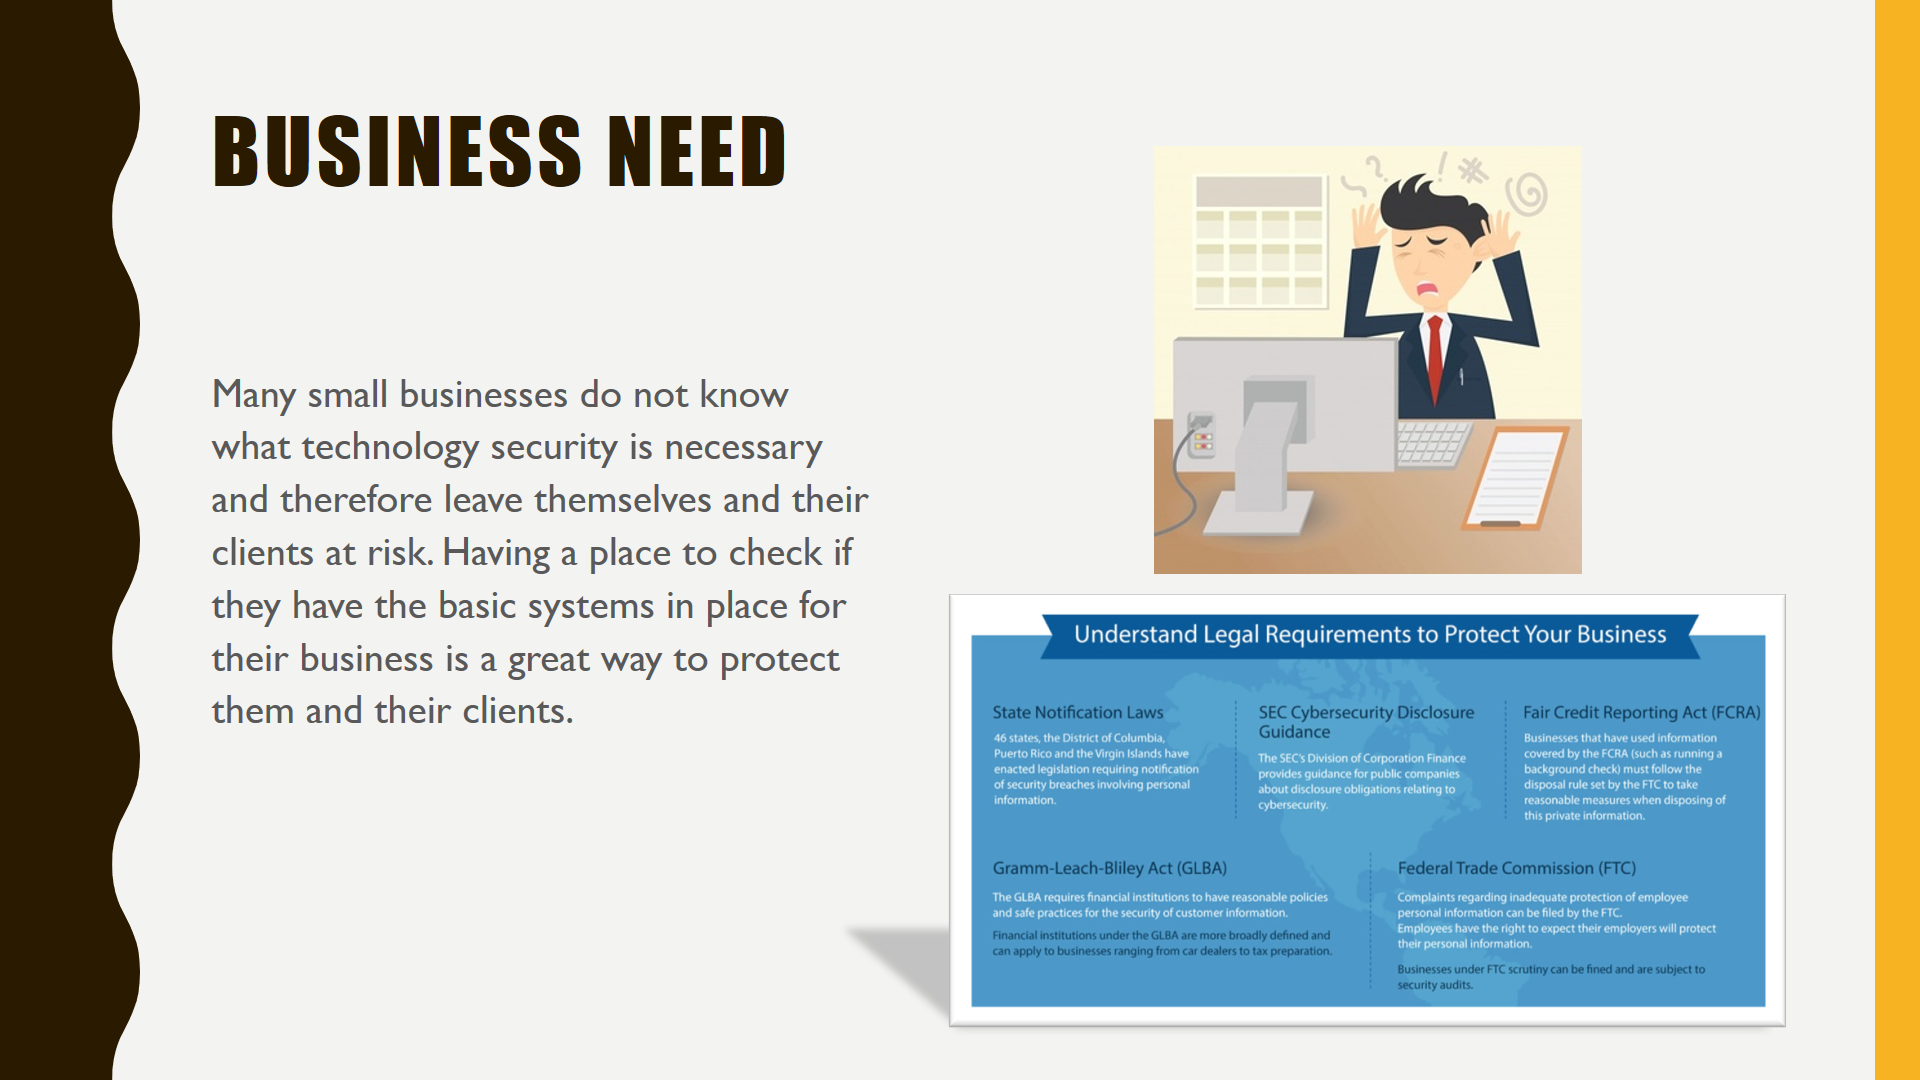 BUSINESS NEED
Many small businesses do not know
what technology security is necessary
and therefore leave themselves and their
clients at risk. Having a place to check if
they have the basic systems in place for
their business is a great way to protect
them and their clients.
? ! *
Understand Legal Requirements to Protect Your Business
State Notification Laws
46 states, the District of Columbia,
Puerto Rico and the Virgin Islands have
enacted legislation requiring notification
of security breaches involving personal
information.
SEC Cybersecurity Disclosure
Guidance
The SEC's Division of Corporation Finance
provides guidance for public companies
about disclosure obligations relating to
cybersecurity.
Fair Credit Reporting Act (FCRA)
Businesses that have used information
covered by the FCRA (such as running a
background check) must follow the
disposal rule set by the FTC to take
reasonable measures when disposing of
this private information.
Gramm-Leach-Bliley Act (GLBA)
The GLBA requires financial institutions to have reasonable policies
and safe practices for the security of customer information.
Financial institutions under the GLBA are more broadly defined and
can apply to businesses ranging from car dealers to tax preparation.
Federal Trade Commission (FTC)
Complaints regarding inadequate protection of employee
personal information can be filed by the FTC.
Employees have the right to expect their employers will protect
their personal information.
Businesses under FTC scrutiny can be fined and are subject to
security audits.